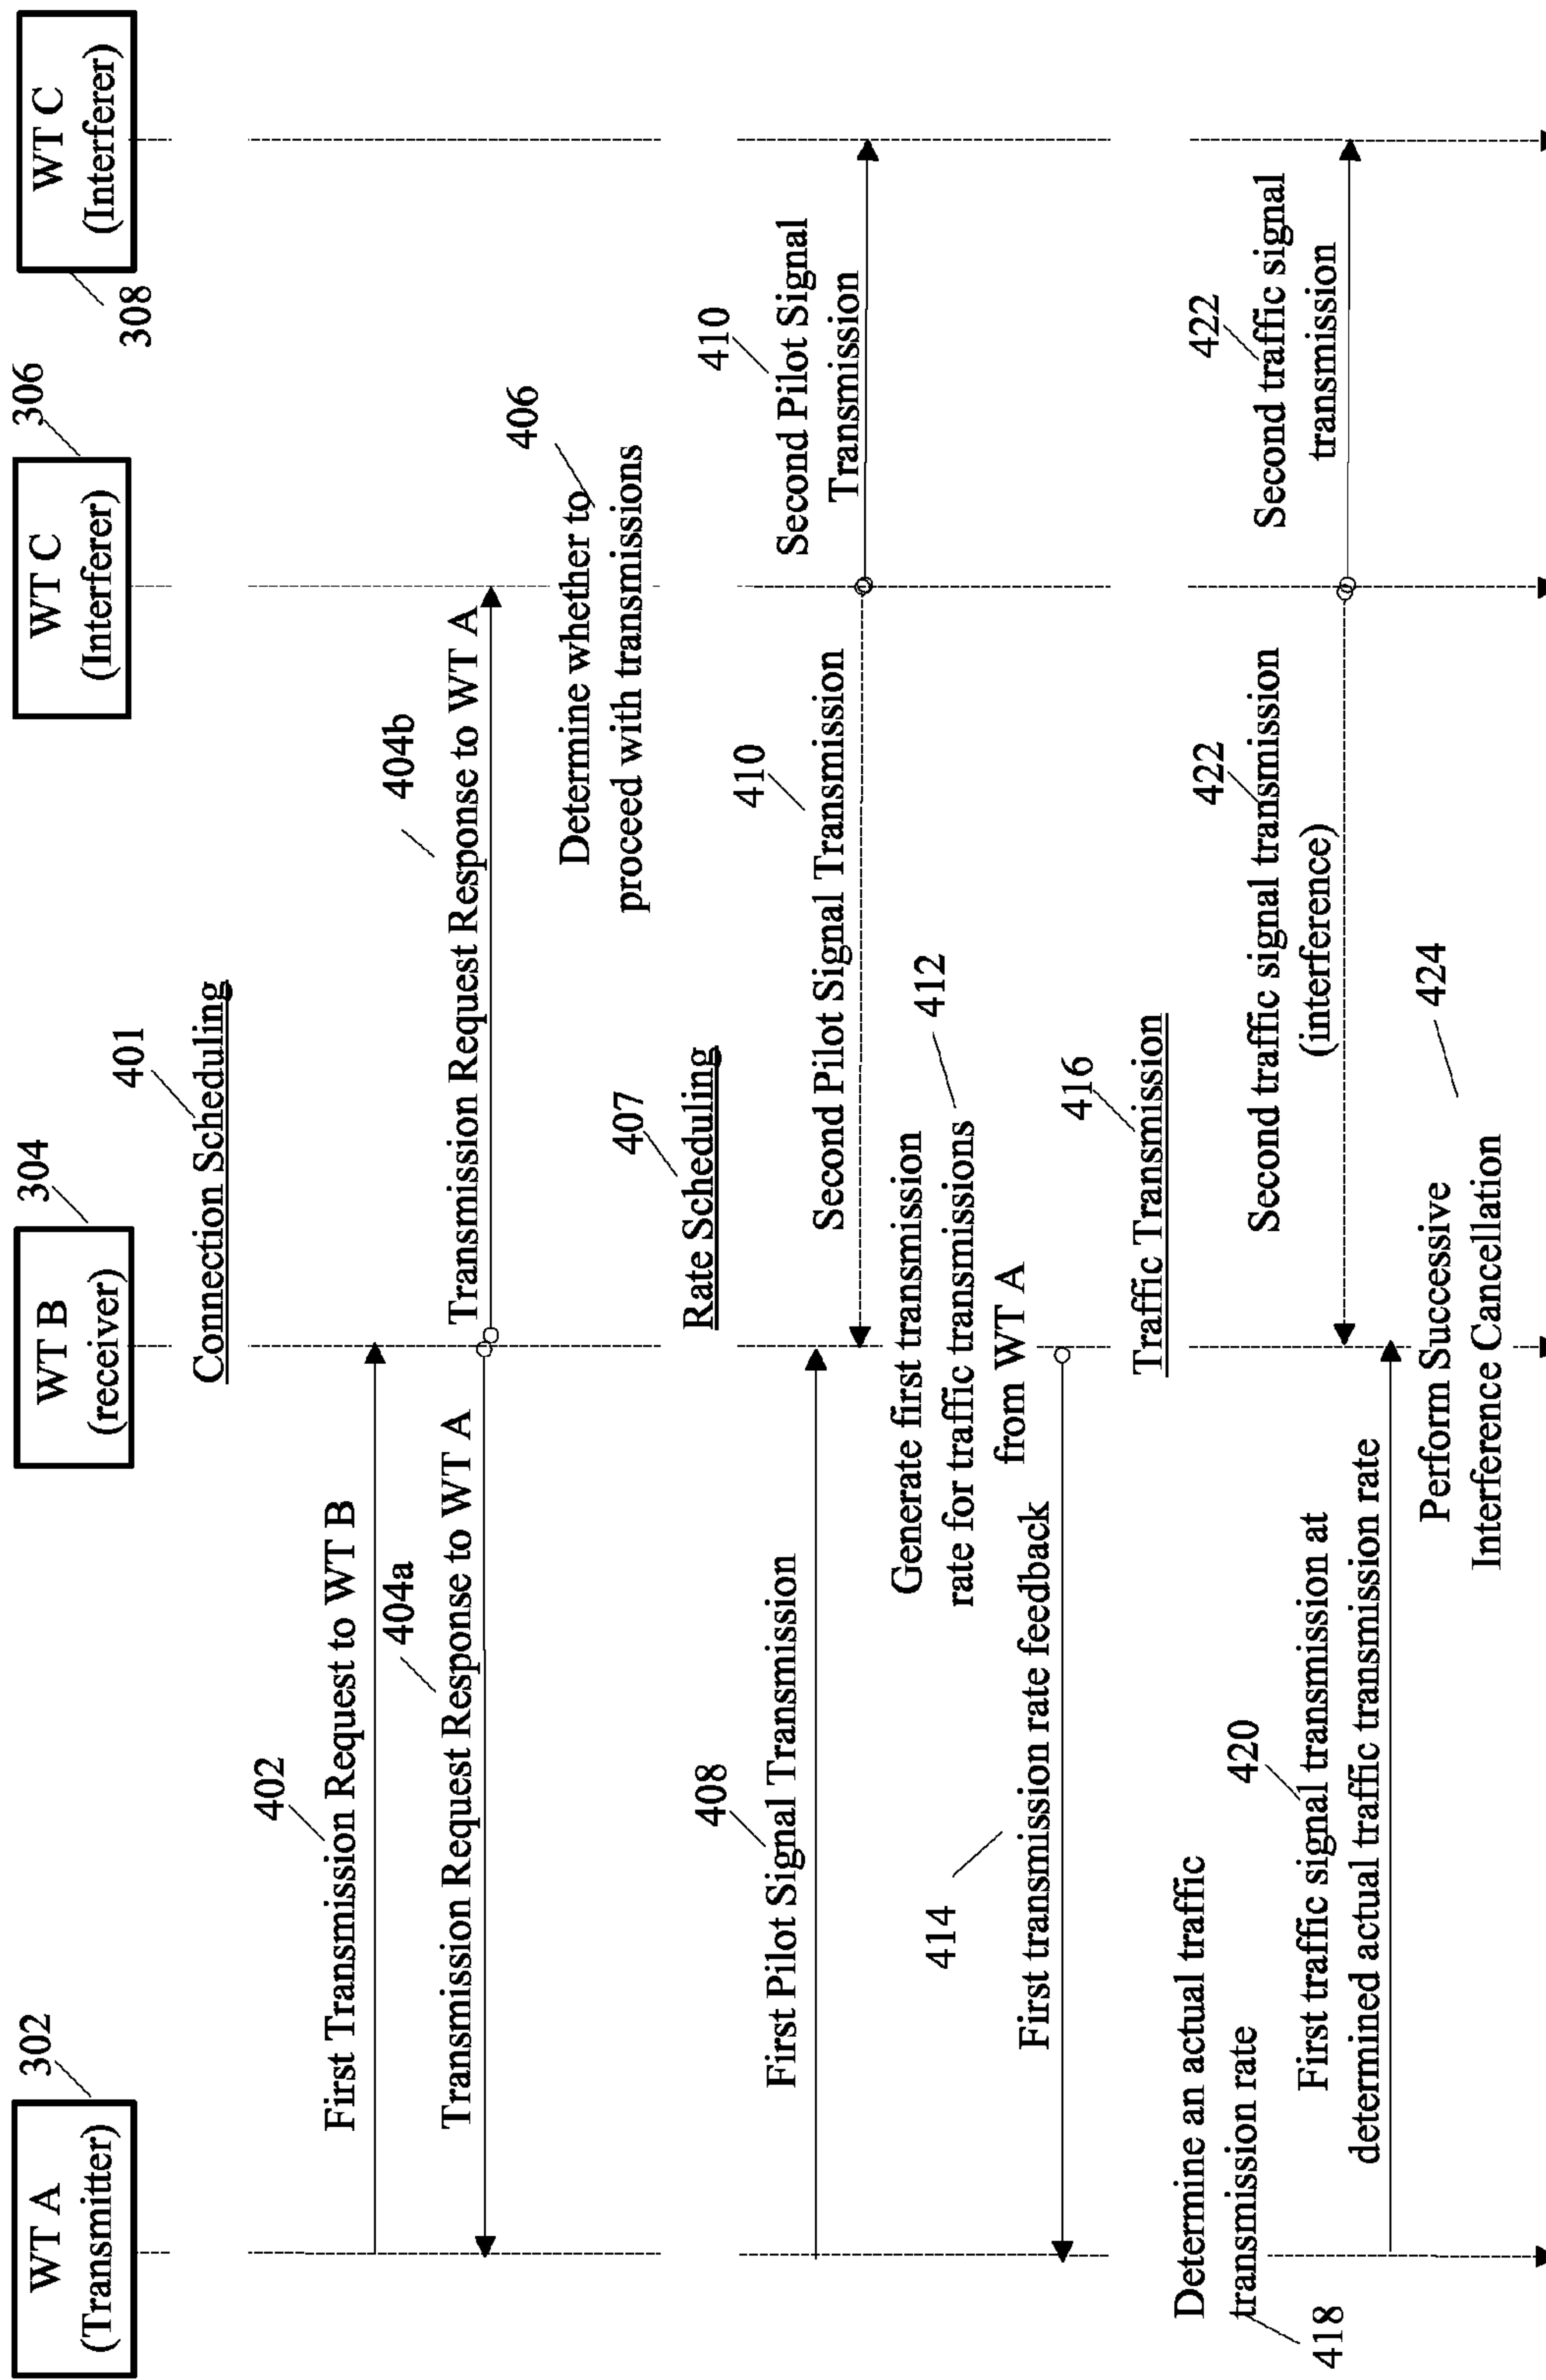 302
WT A
(Transmitter)
304
WT B
(receiver)
306
WT C
(Interferer)
308
WT C
(Interferer)
401
Connection Scheduling
402
First Transmission Request to WT B
404a
Transmission Request Response to WT A
404b
Transmission Request Response to WT A
406
Determine whether to
proceed with transmissions
407
Rate Scheduling
408
First Pilot Signal Transmission
410
Second Pilot Signal Transmission
410
Second Pilot Signal
Transmission
412
Generate first transmission
rate for traffic transmissions
from WT A
414
First transmission rate feedback
416
Traffic Transmission
Determine an actual traffic
transmission rate
418
420
First traffic signal transmission at
determined actual traffic transmission rate
422
Second traffic signal transmission
(interference)
422
Second traffic signal
transmission
424
Perform Successive
Interference Cancellation